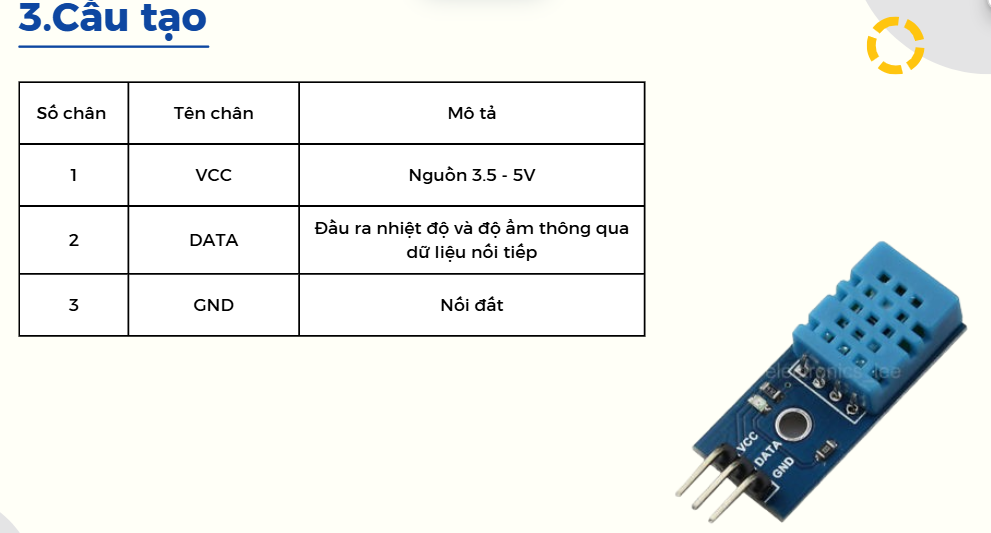 3.Cấu tạo
Số chân Tên chân Mô tả
1 VCC Nguồn 3.5 - 5V
2 DATA Đầu ra nhiệt độ và độ ẩm thông qua
dữ liệu nối tiếp
3 GND Nối đất
electronics_lee
VCC
DATA
GND